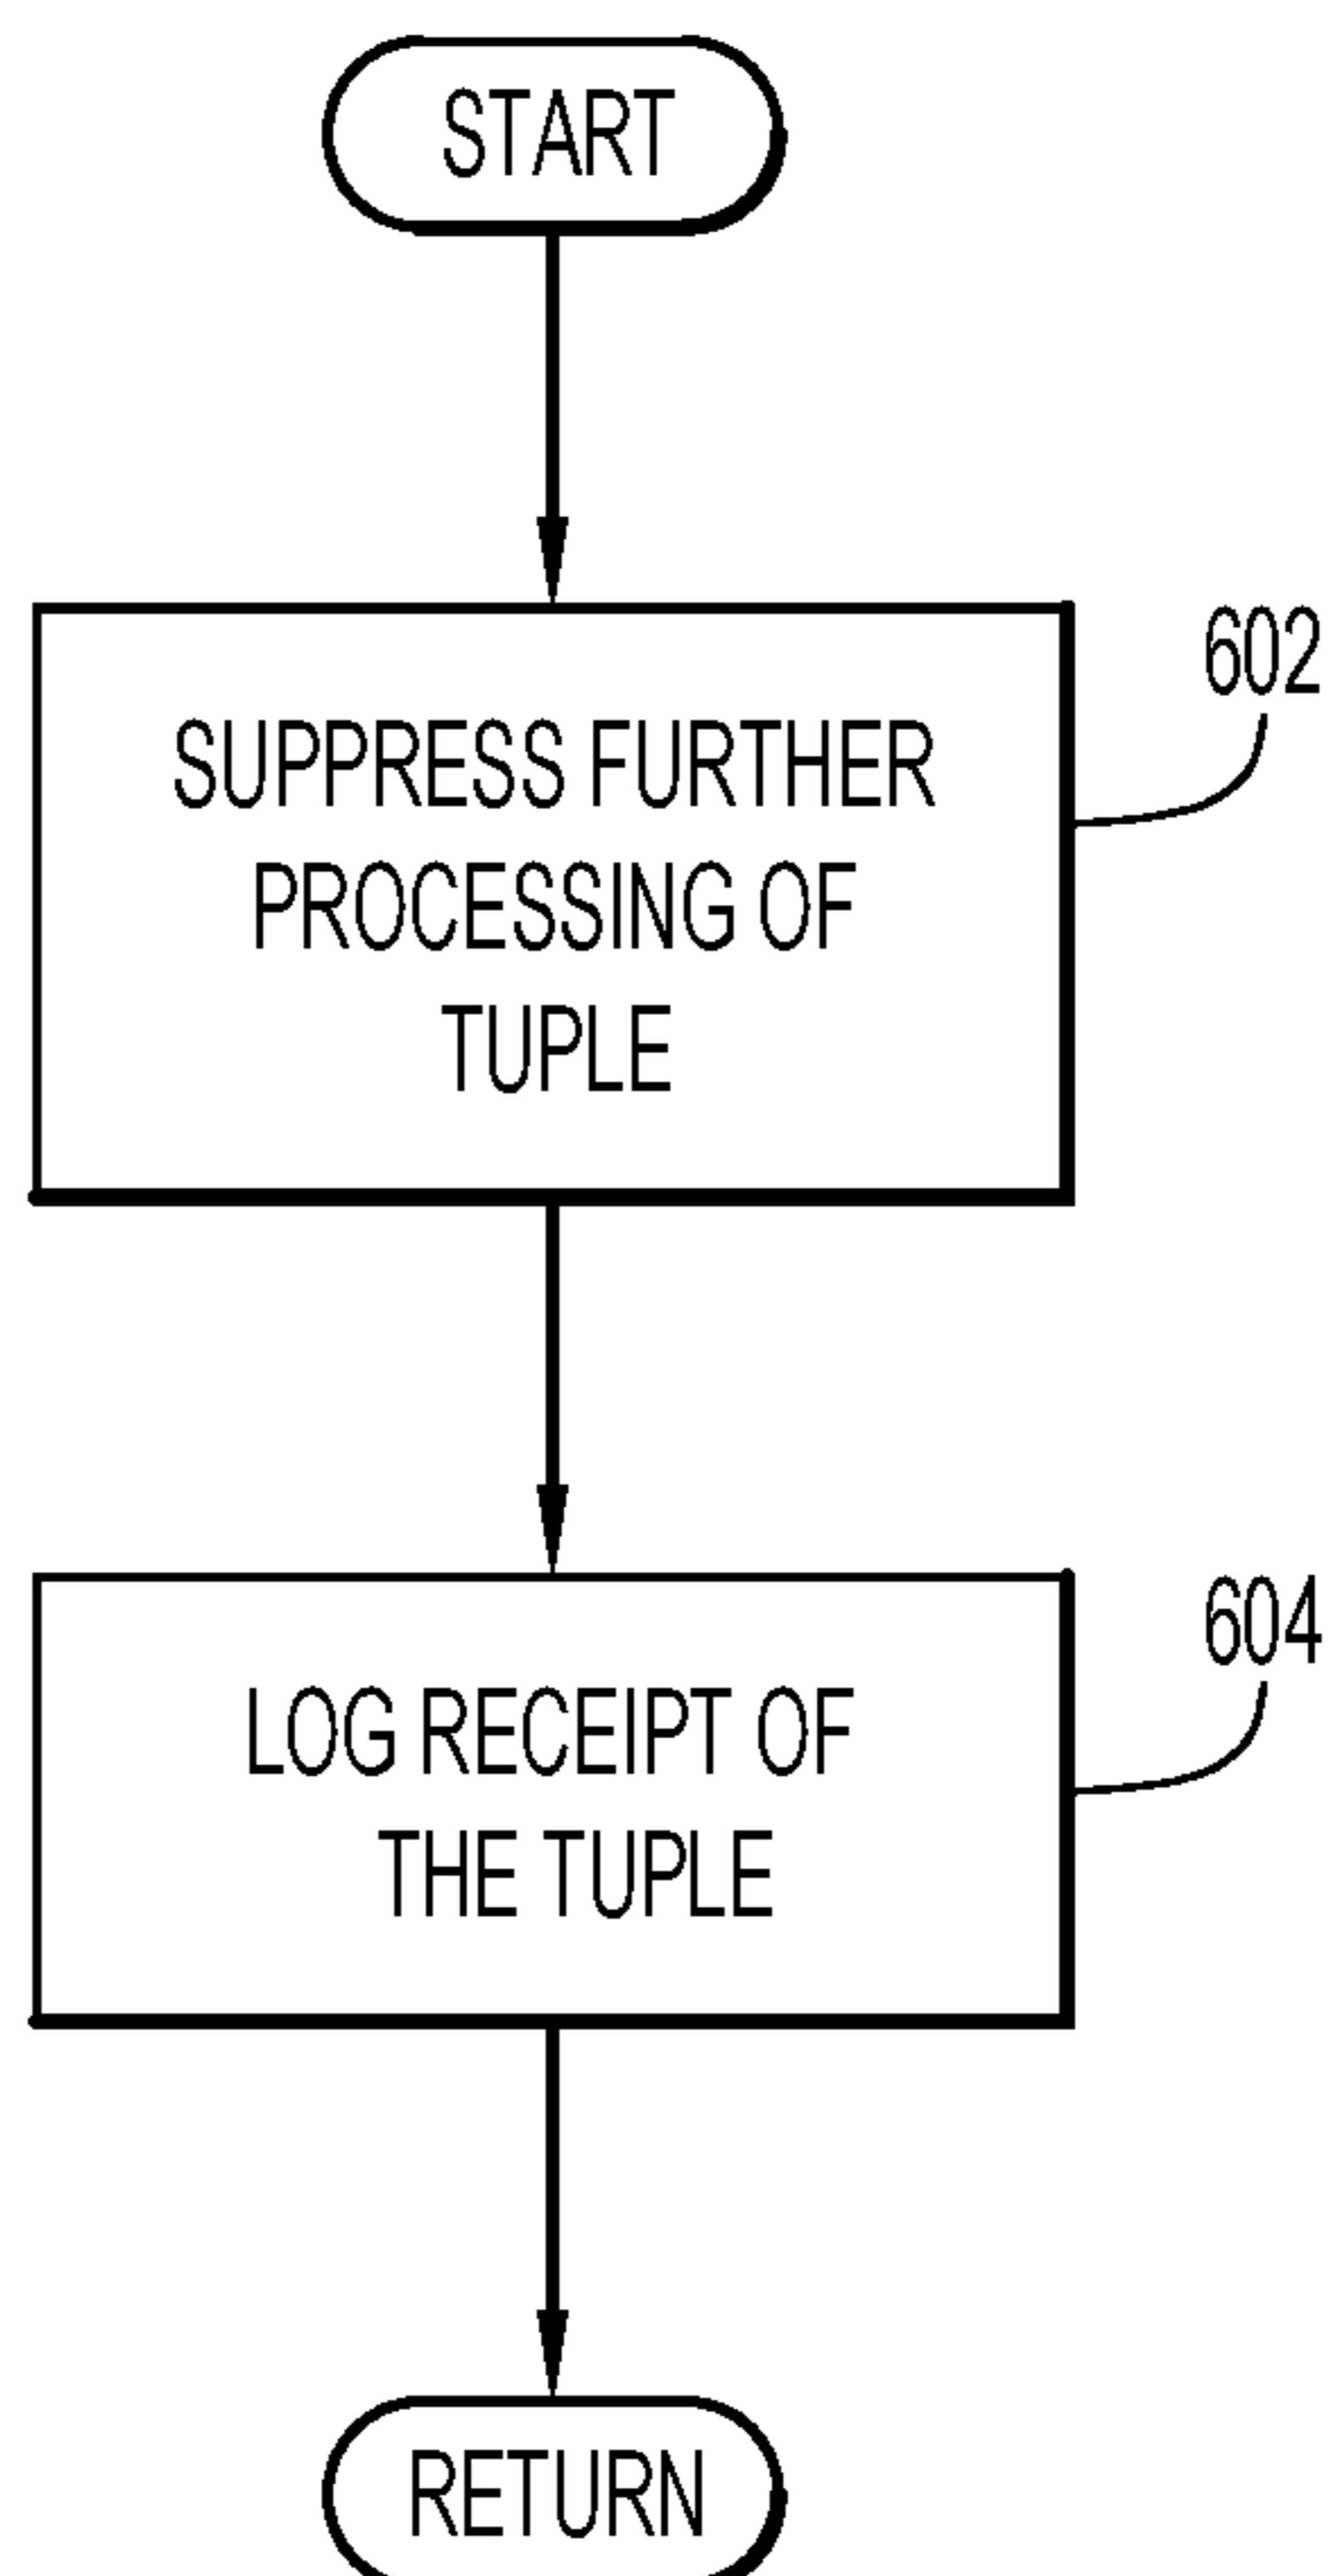 START
602
SUPPRESS FURTHER
PROCESSING OF
TUPLE
604
LOG RECEIPT OF
THE TUPLE
RETURN